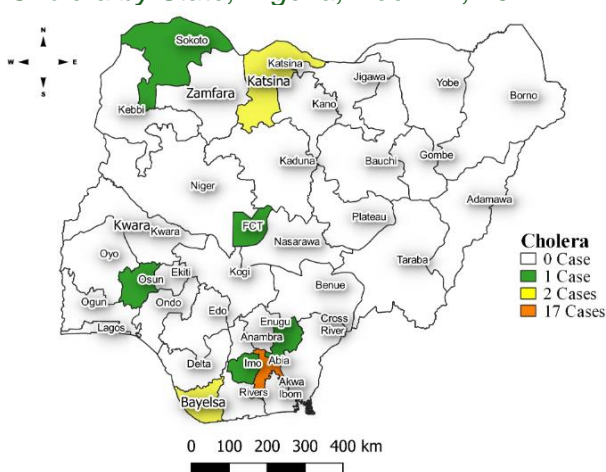 N
W E
S
Sokoto
Katsina
Katsina
Jigawa
Yobe
Borno
Zamfara
Kebbi
Kano
Kaduna
Bauchi
Gombe
Niger
Adamawa
Plateau
FCT
Kwara
Kwara
Nasarawa
Taraba
Oyo
Kogi
Osun
Ekiti
Benue
Ogun
Ondo
Edo
Enugu
Cross
River
Lagos
Anambra
Delta
Imo
Abia
Akwa
Ibom
Rivers
Bayelsa
Cholera
0 Case
1 Case
2 Cases
17 Cases
0 100 200 300 400 km